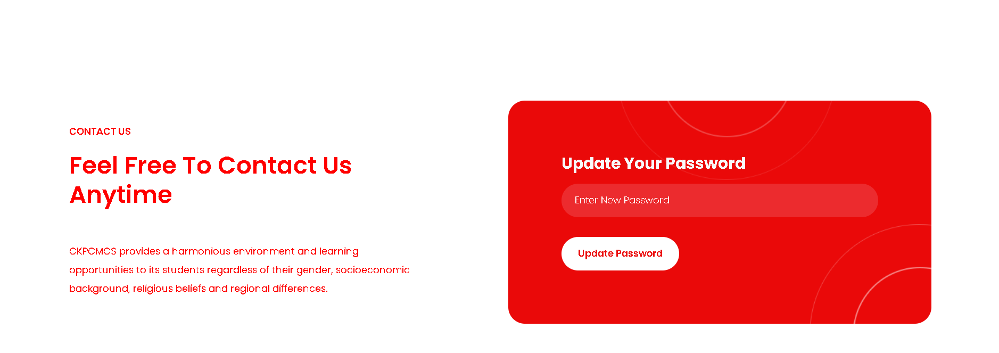 CONTACT US
Feel Free To Contact Us
Anytime
CKPCMCS provides a harmonious environment and learning
opportunities to its students regardless of their gender, socioeconomic
background, religious beliefs and regional differences.
Update Your Password
Enter New Password
Update Password